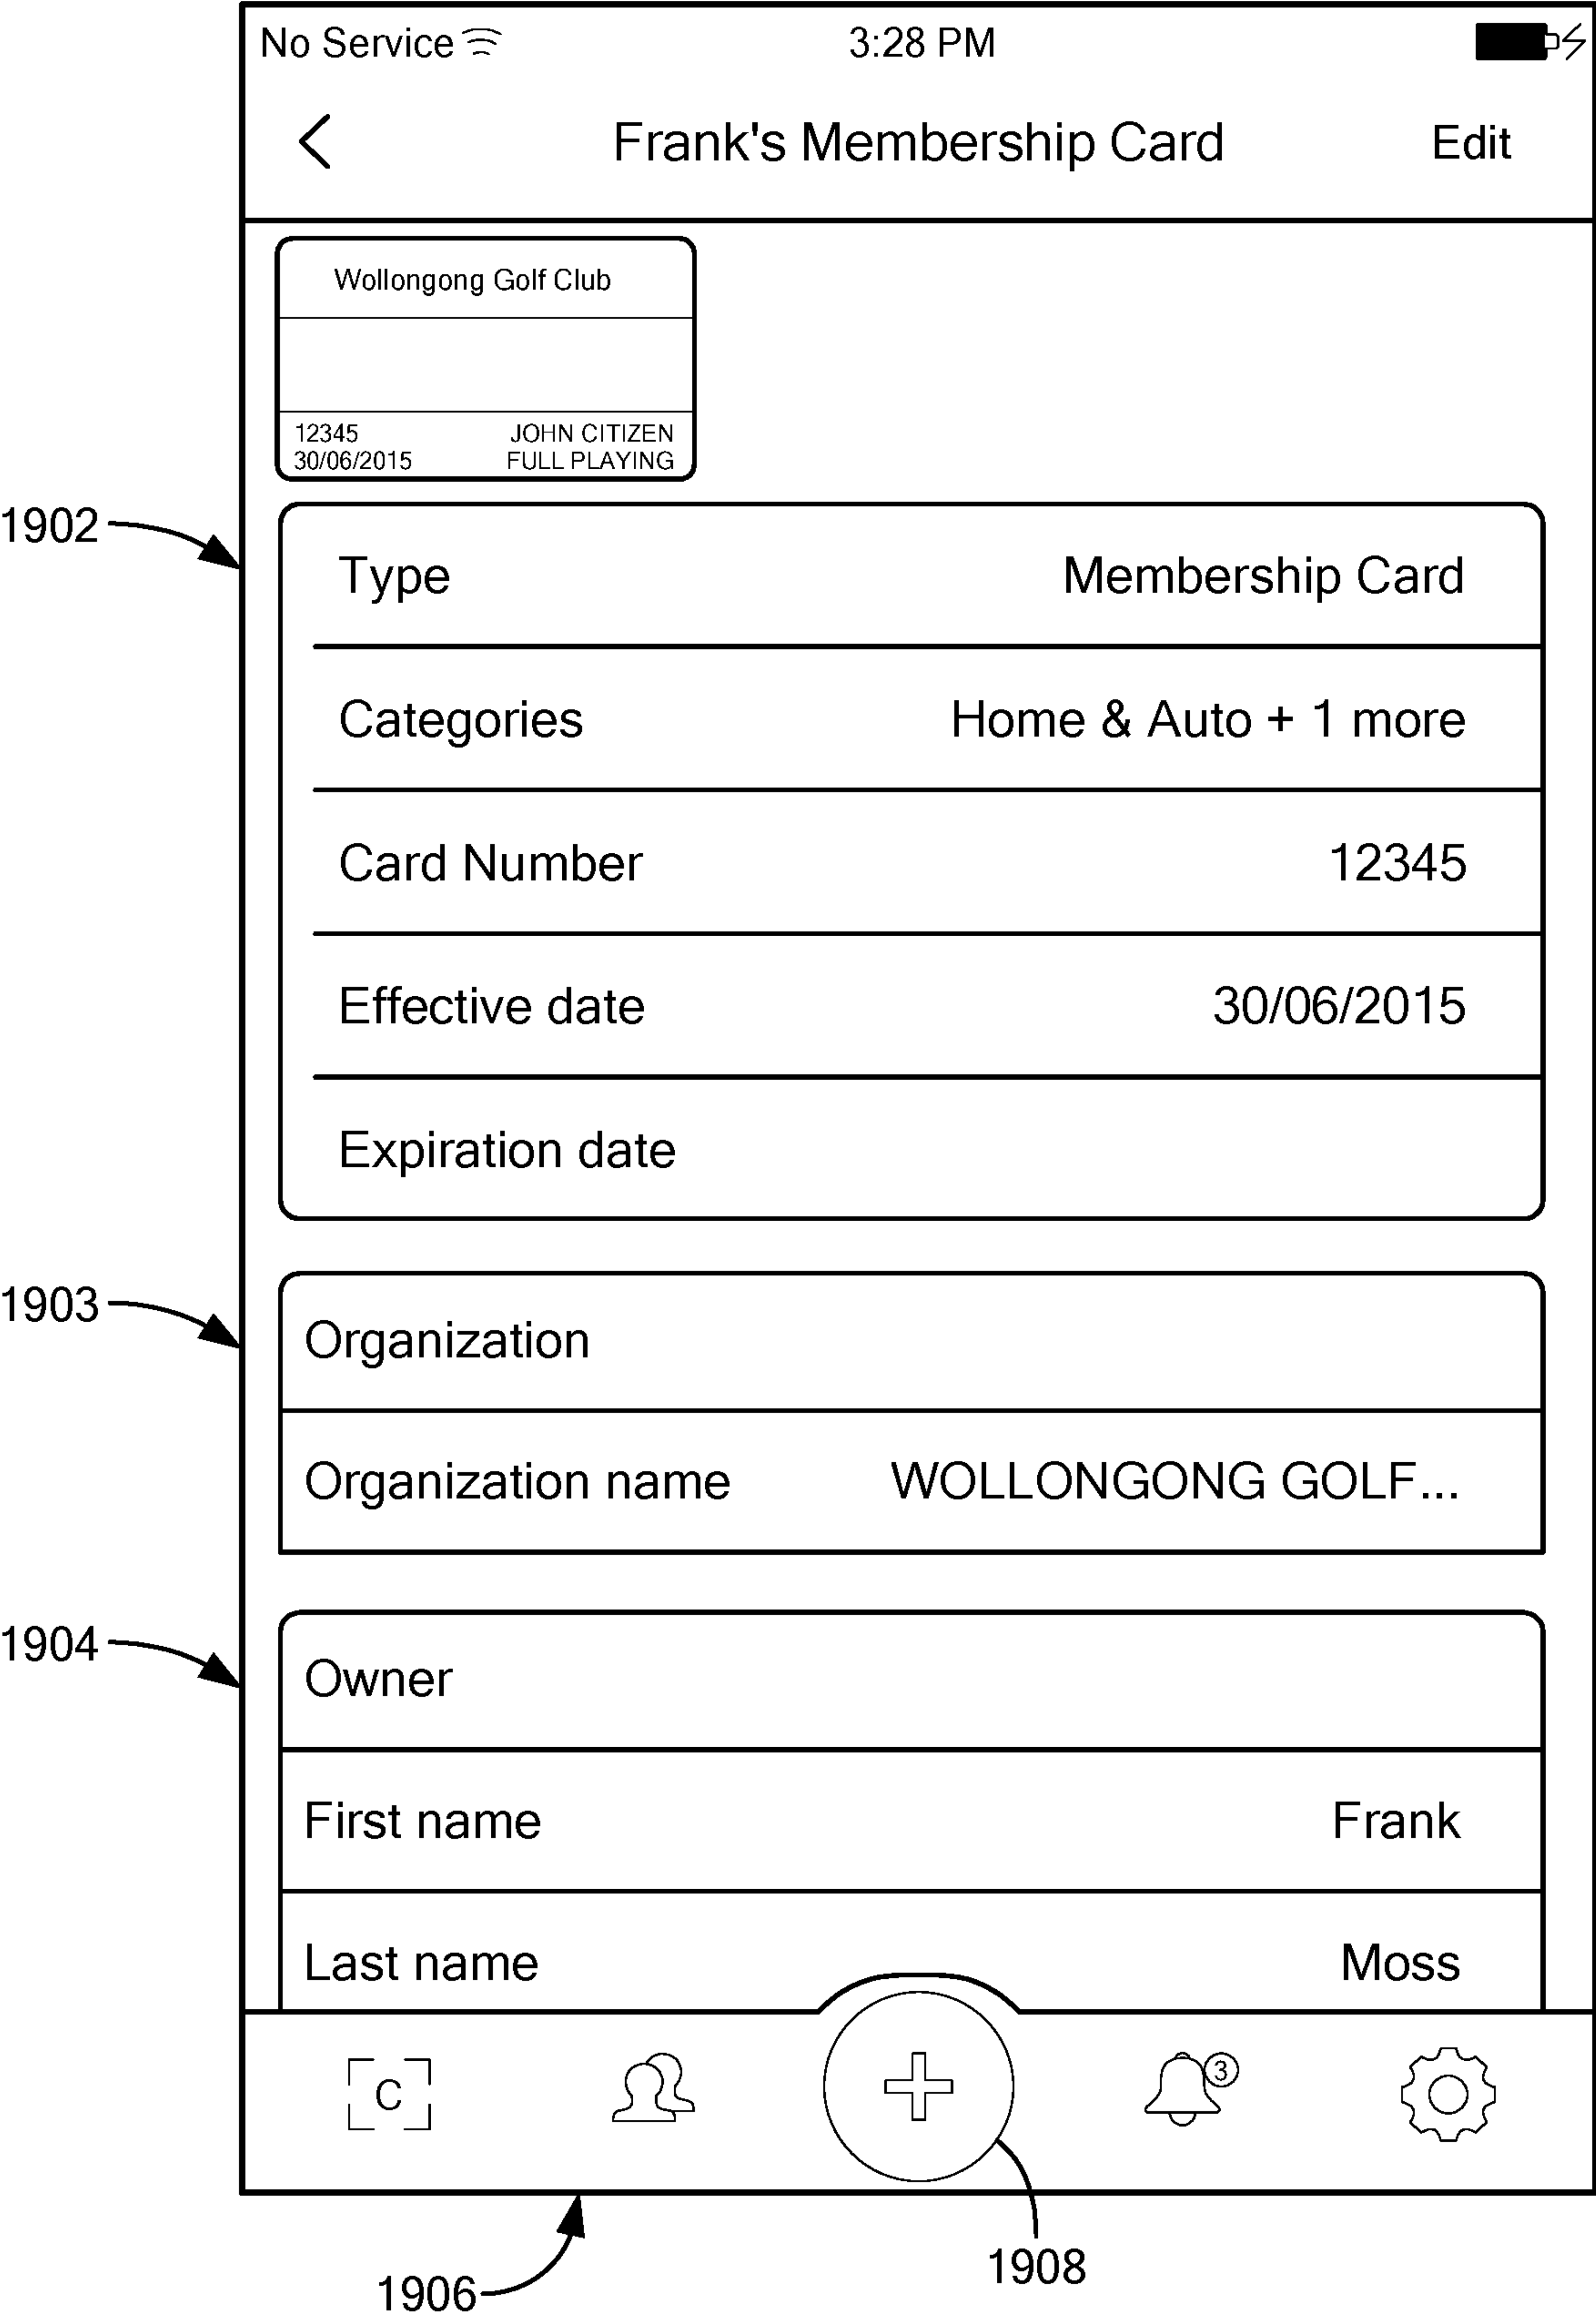 No Service 3:28 PM
Frank's Membership Card Edit
Wollongong Golf Club
12345 JOHN CITIZEN
30/06/2015 FULL PLAYING
1902
Type Membership Card
Categories Home & Auto + 1 more
Card Number 12345
Effective date 30/06/2015
Expiration date
1903
Organization
Organization name WOLLONGONG GOLF...
1904
Owner
First name Frank
Last name Moss
C + 3
1908
1906